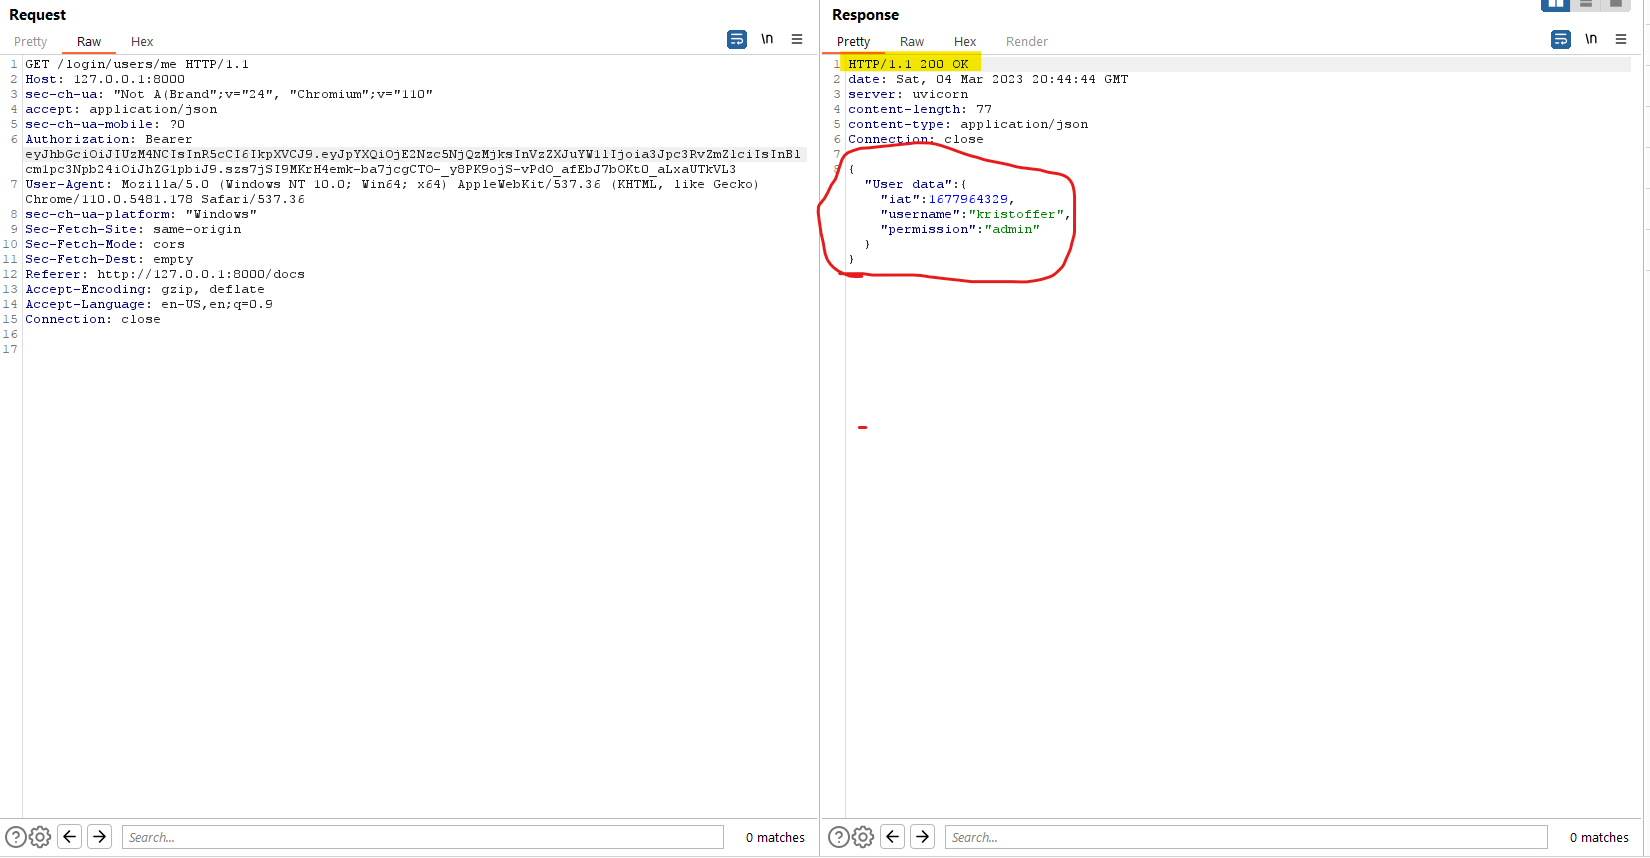 Request
Pretty Raw Hex \n
1 GET /login/users/me HTTP/1.1
2 Host: 127.0.0.1:8000
3 sec-ch-ua: "Not A(Brand";v="24", "Chromium";v="110"
4 accept: application/json
5 sec-ch-ua-mobile: ?0
6 Authorization: Bearer
eyJhbGciOiJIUzM4NCIsInR5cCI6IkpXVCJ9.eyJpYXQiOjE2Nzc5NjQzMjksInVzZXJuYW1lIjoia3Jpc3RvZmZlciIsInBl
cm1pc3Npb24iOiJhZG1pbiJ9.szs7jSI9MKrH4emk-ba7jcgCTO-_y8PK9ojS-vPdO_afEbJ7bOKtO_aLxaUTkVL3
7 User-Agent: Mozilla/5.0 (Windows NT 10.0; Win64; x64) AppleWebKit/537.36 (KHTML, like Gecko)
Chrome/110.0.5481.178 Safari/537.36
8 sec-ch-ua-platform: "Windows"
9 Sec-Fetch-Site: same-origin
10 Sec-Fetch-Mode: cors
11 Sec-Fetch-Dest: empty
12 Referer: http://127.0.0.1:8000/docs
13 Accept-Encoding: gzip, deflate
14 Accept-Language: en-US,en;q=0.9
15 Connection: close
16
17
Search...
0 matches
Response
Pretty Raw Hex Render \n
1 HTTP/1.1 200 OK
2 date: Sat, 04 Mar 2023 20:44:44 GMT
3 server: uvicorn
4 content-length: 77
5 content-type: application/json
6 Connection: close
7
8 {
"User data":{
"iat":1677964329,
"username":"kristoffer",
"permission":"admin"
}
}
Search...
0 matches